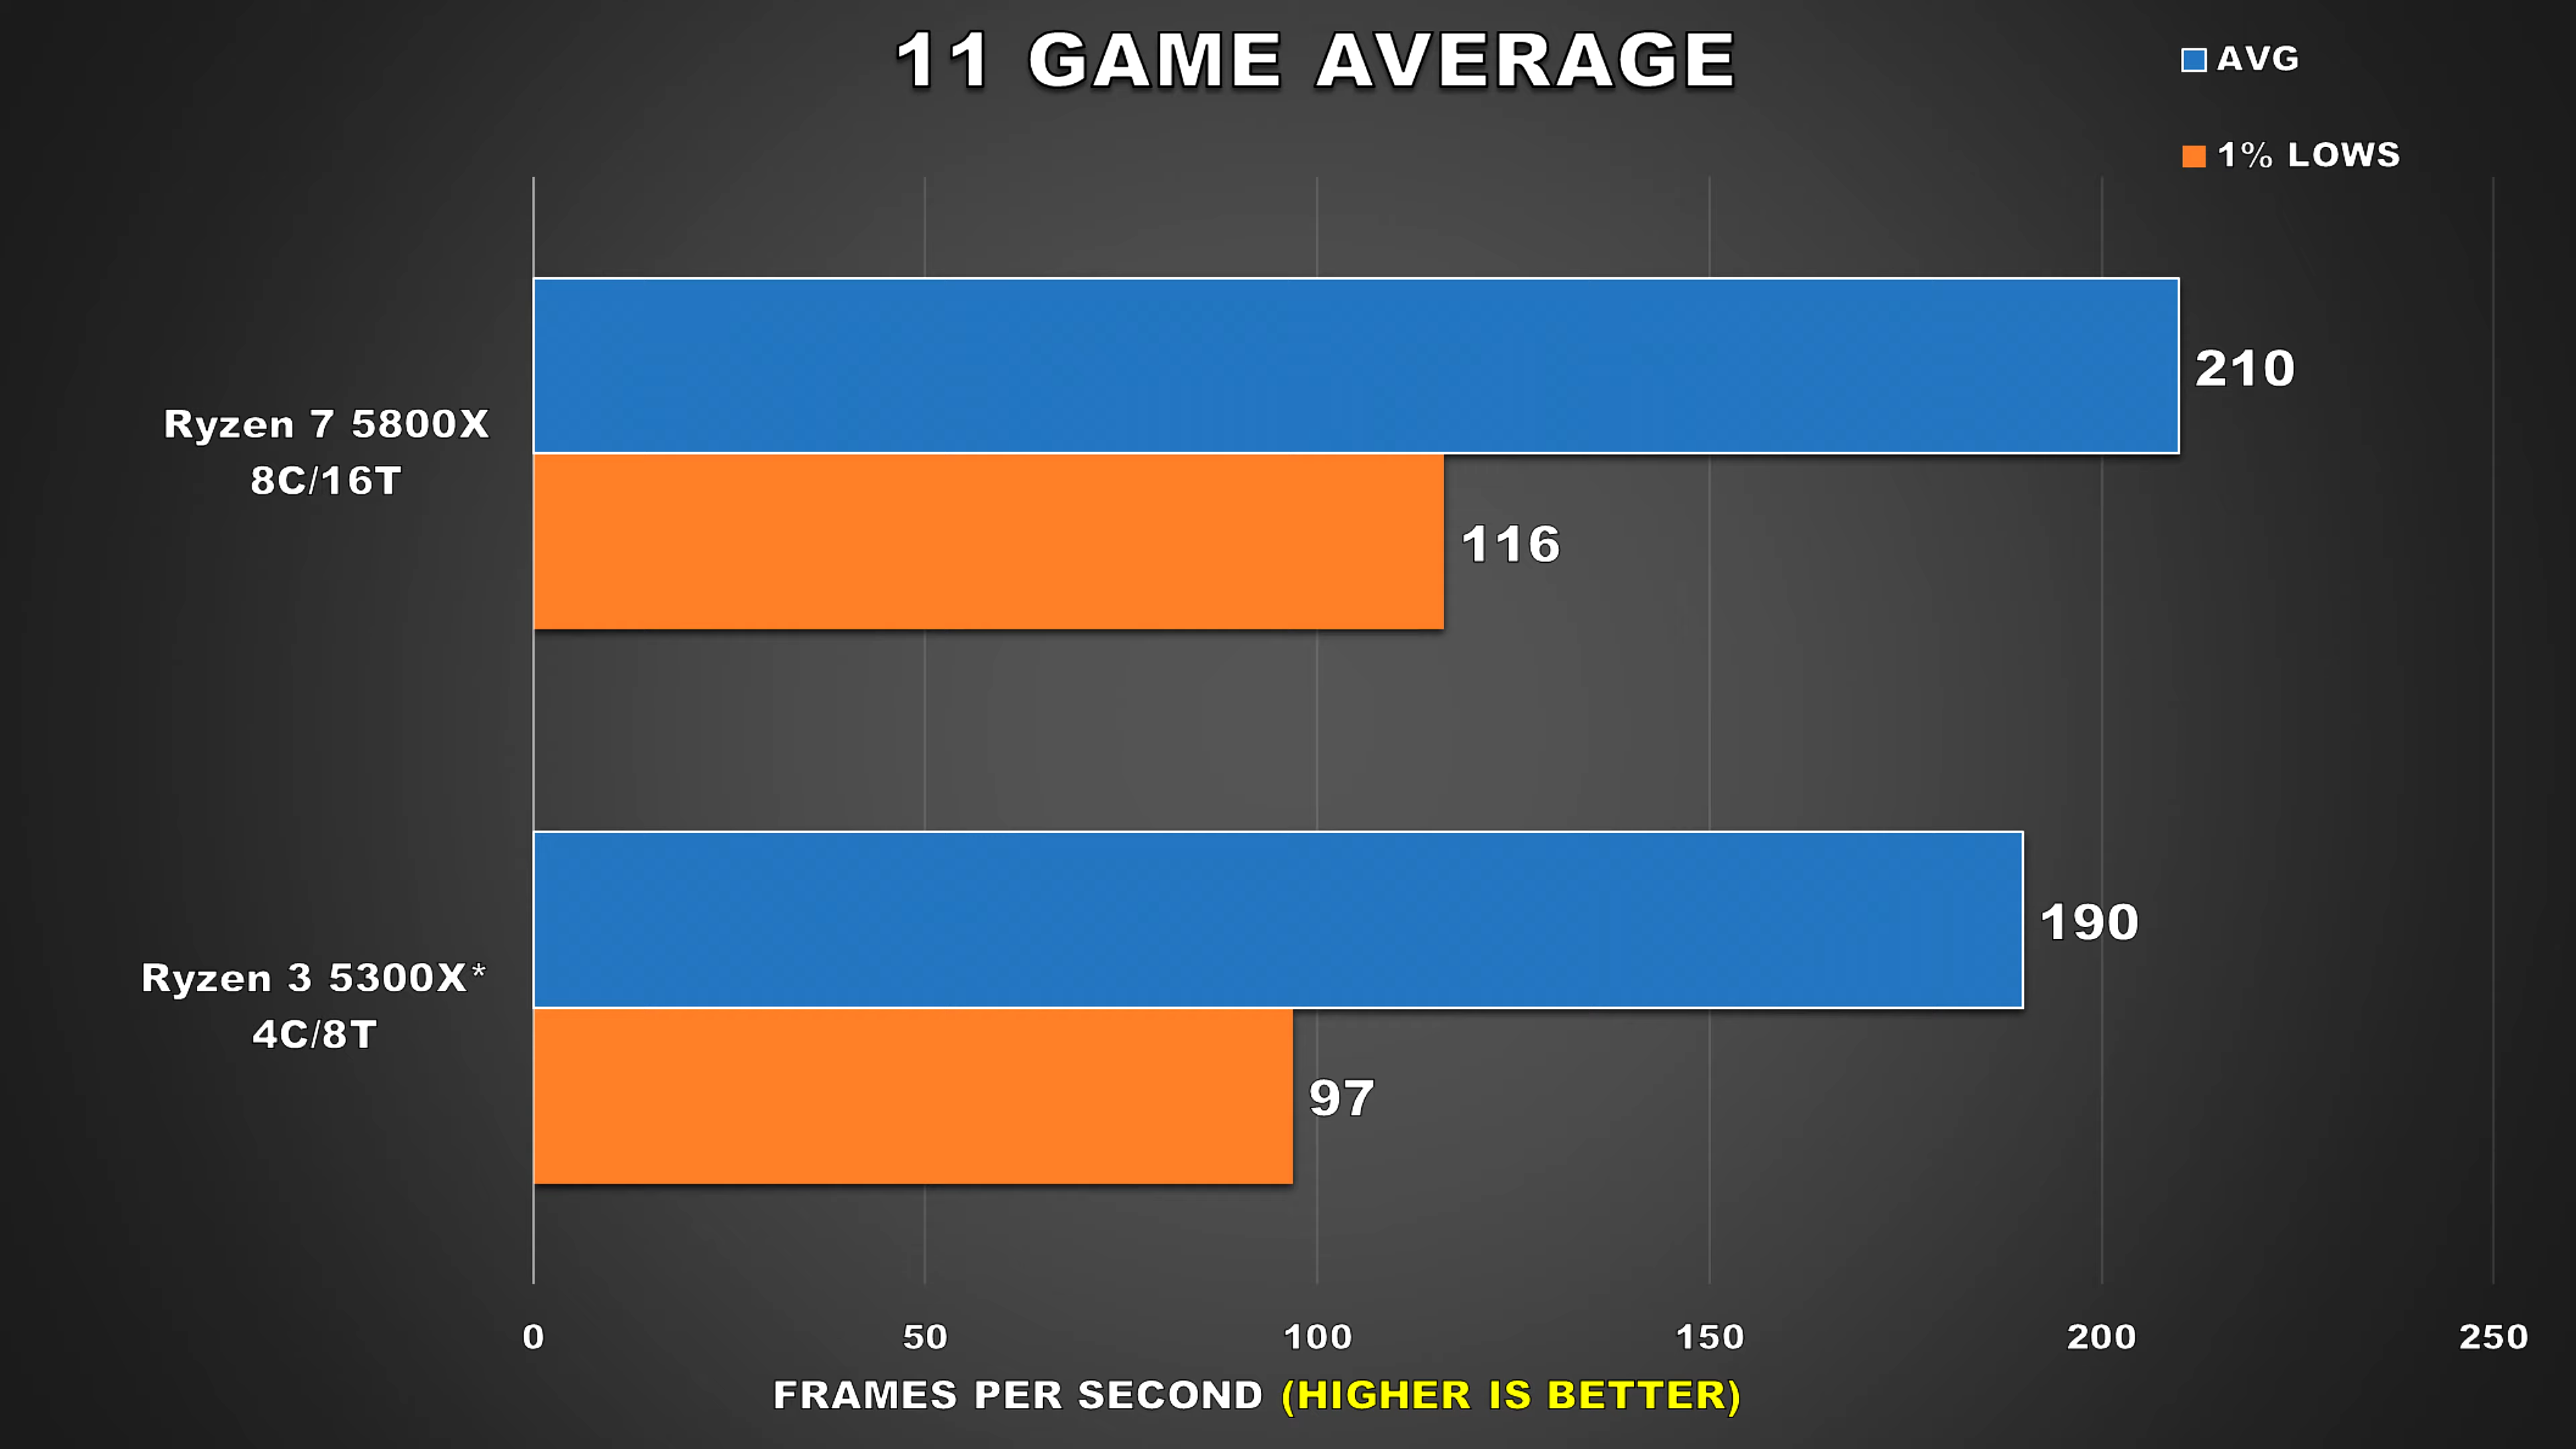 11 GAME AVERAGE
AVG
1% LOWS
Ryzen 7 5800X
8C/16T
210
116
Ryzen 3 5300X*
4C/8T
190
97
0 50 100 150 200 250
FRAMES PER SECOND (HIGHER IS BETTER)